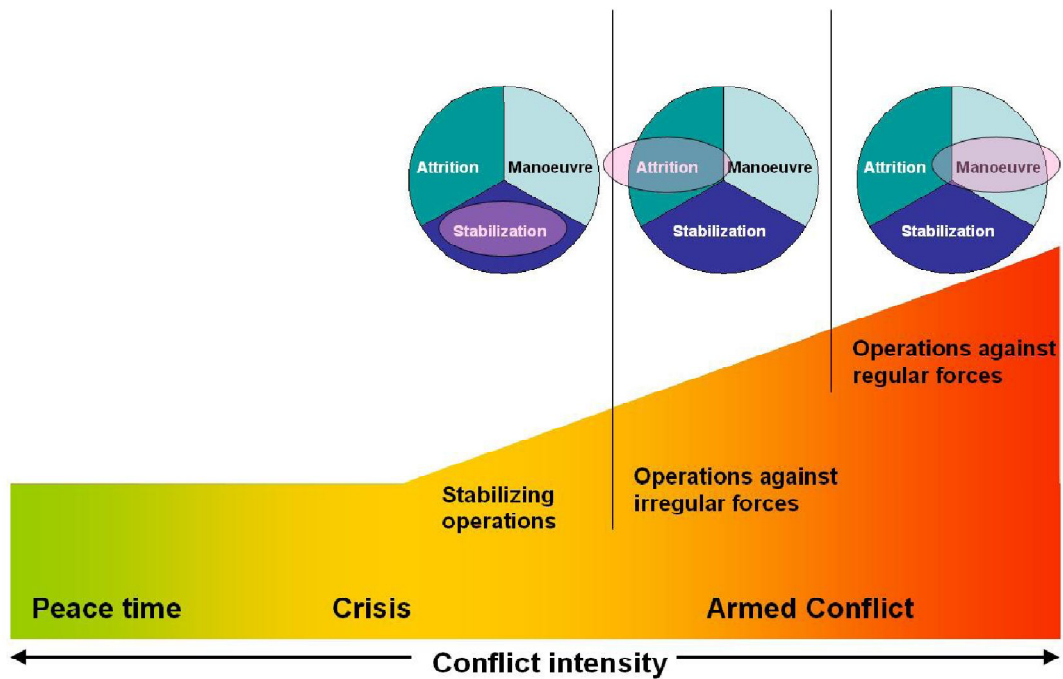 Attrition
Manoeuvre
Stabilization
Attrition
Manoeuvre
Stabilization
Attrition
Manoeuvre
Stabilization
Operations against
regular forces
Stabilizing
operations
Operations against
irregular forces
Peace time
Crisis
Armed Conflict
Conflict intensity